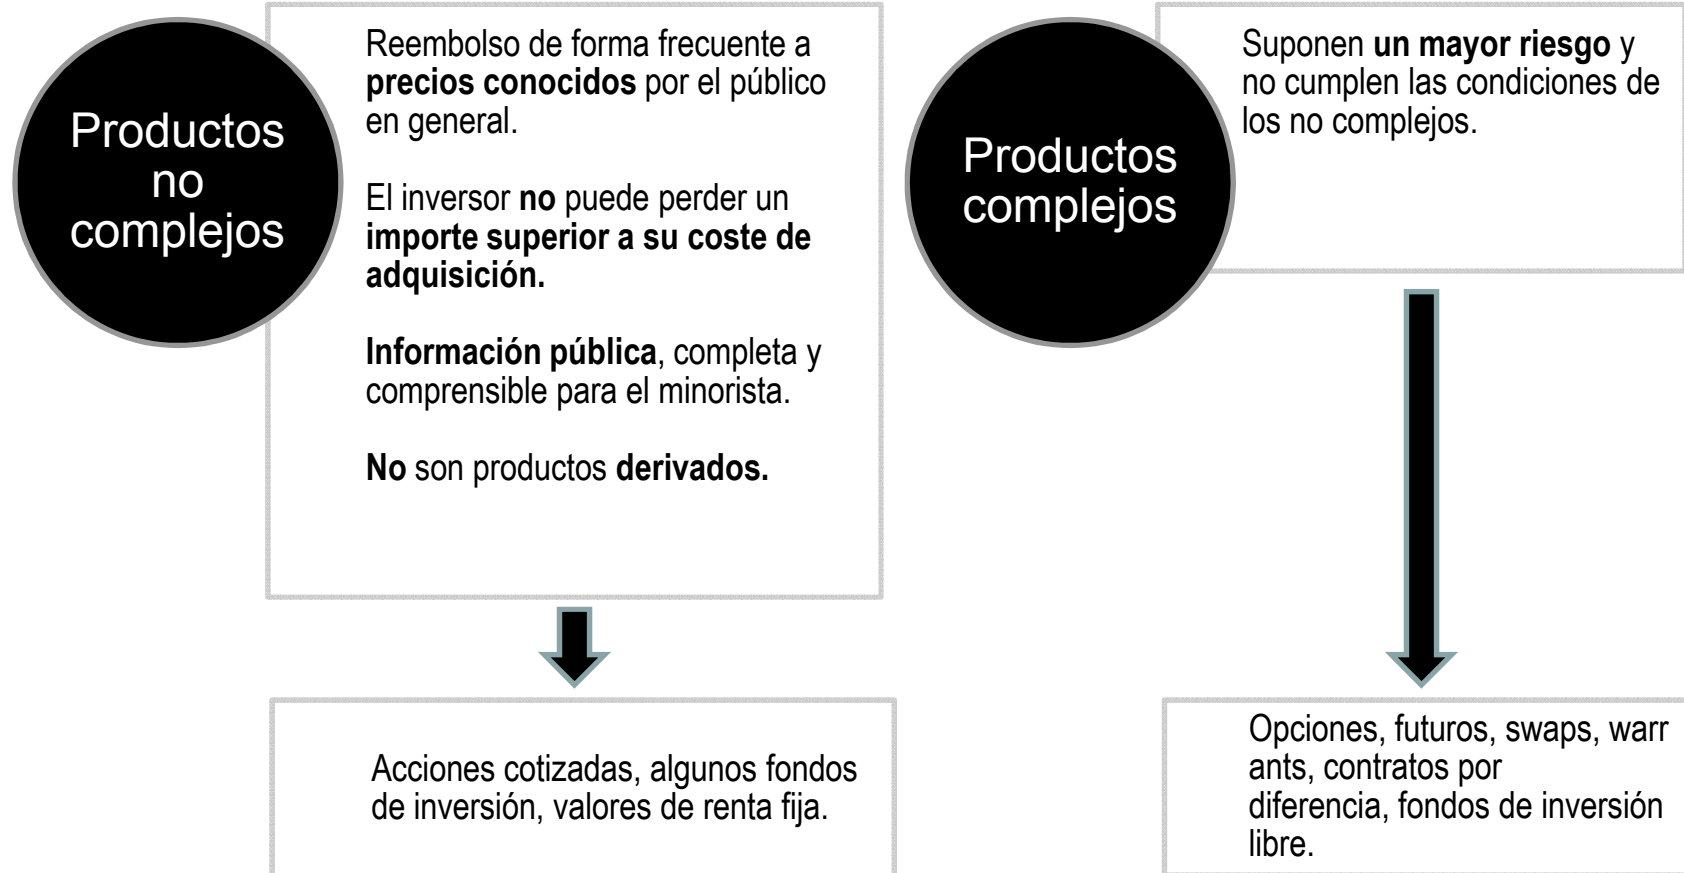 Productos
no
complejos
Reembolso de forma frecuente a
precios conocidos por el público
en general.
El inversor no puede perder un
importe superior a su coste de
adquisición.
Información pública, completa y
comprensible para el minorista.
No son productos derivados.
Acciones cotizadas, algunos fondos
de inversión, valores de renta fija.
Productos
complejos
Suponen un mayor riesgo y
no cumplen las condiciones de
los no complejos.
Opciones, futuros, swaps, warr
ants, contratos por
diferencia, fondos de inversión
libre.